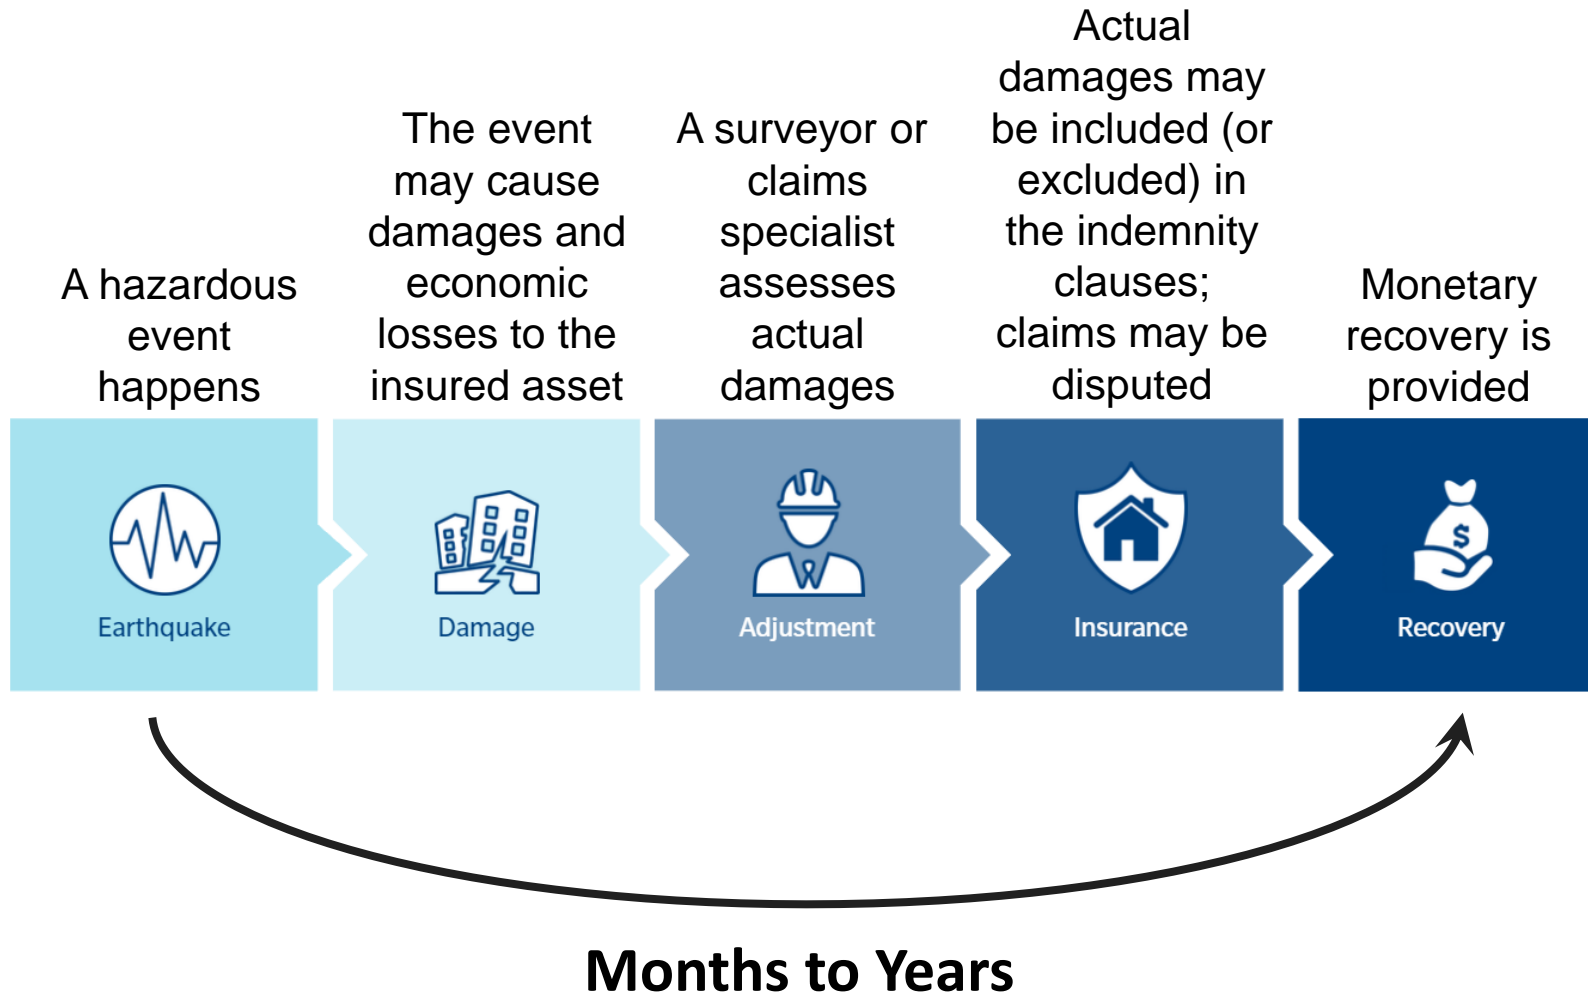 A hazardous
event
happens
The event
may cause
damages and
economic
losses to the
insured asset
A surveyor or
claims
specialist
assesses
actual
damages
Actual
damages may
be included (or
excluded) in
the indemnity
clauses;
claims may be
disputed
Monetary
recovery is
provided
Earthquake
Damage
Adjustment
Insurance
$
Recovery
Months to Years